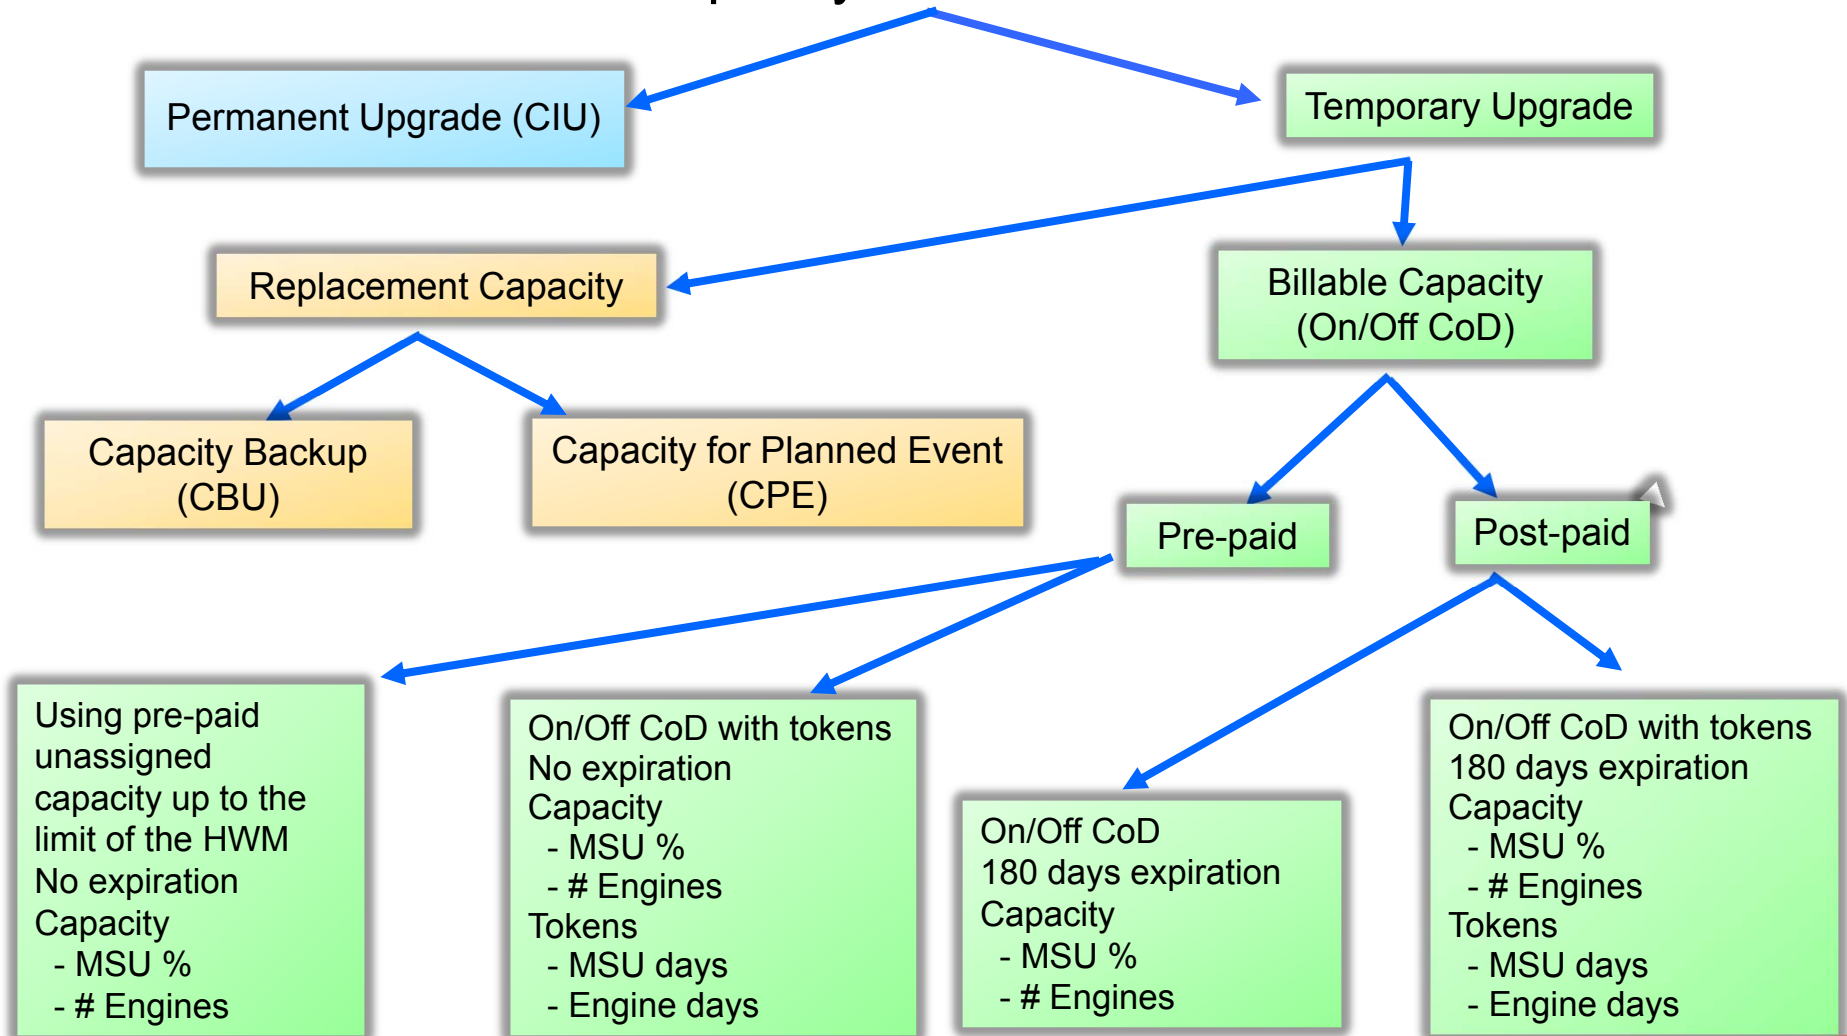 Permanent Upgrade (CIU)
Temporary Upgrade
Replacement Capacity
Billable Capacity
(On/Off CoD)
Capacity Backup
(CBU)
Capacity for Planned Event
(CPE)
Pre-paid
Post-paid
Using pre-paid
unassigned
capacity up to the
limit of the HWM
No expiration
Capacity
- MSU %
- # Engines
On/Off CoD with tokens
No expiration
Capacity
- MSU %
- # Engines
Tokens
- MSU days
- Engine days
On/Off CoD
180 days expiration
Capacity
- MSU %
- # Engines
On/Off CoD with tokens
180 days expiration
Capacity
- MSU %
- # Engines
Tokens
- MSU days
- Engine days